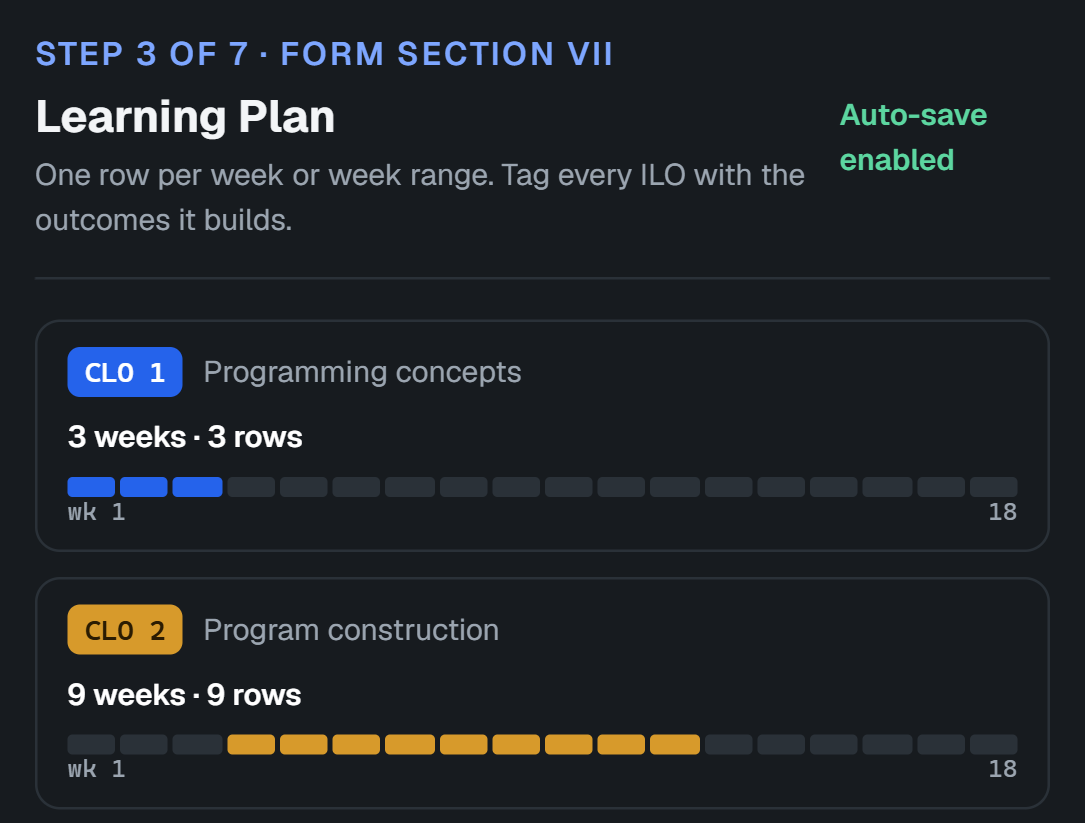 STEP 3 OF 7 · FORM SECTION VII
Learning Plan
Auto-save
enabled
One row per week or week range. Tag every ILO with the
outcomes it builds.
CLO 1 Programming concepts
3 weeks · 3 rows
wk 1 18
CLO 2 Program construction
9 weeks · 9 rows
wk 1 18